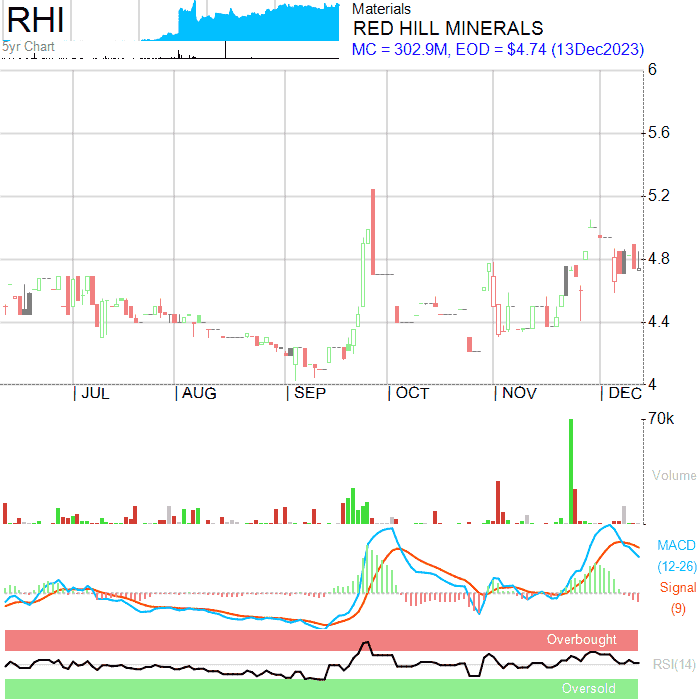 RHI
5yr Chart
Materials
RED HILL MINERALS
MC = 302.9M, EOD = $4.74 (13Dec2023)
6
5.6
5.2
4.8
4.4
4
| JUL | AUG | SEP | OCT | NOV | DEC
70k
Volume
MACD
(12-26)
Signal
(9)
Overbought
RSI(14)
Oversold